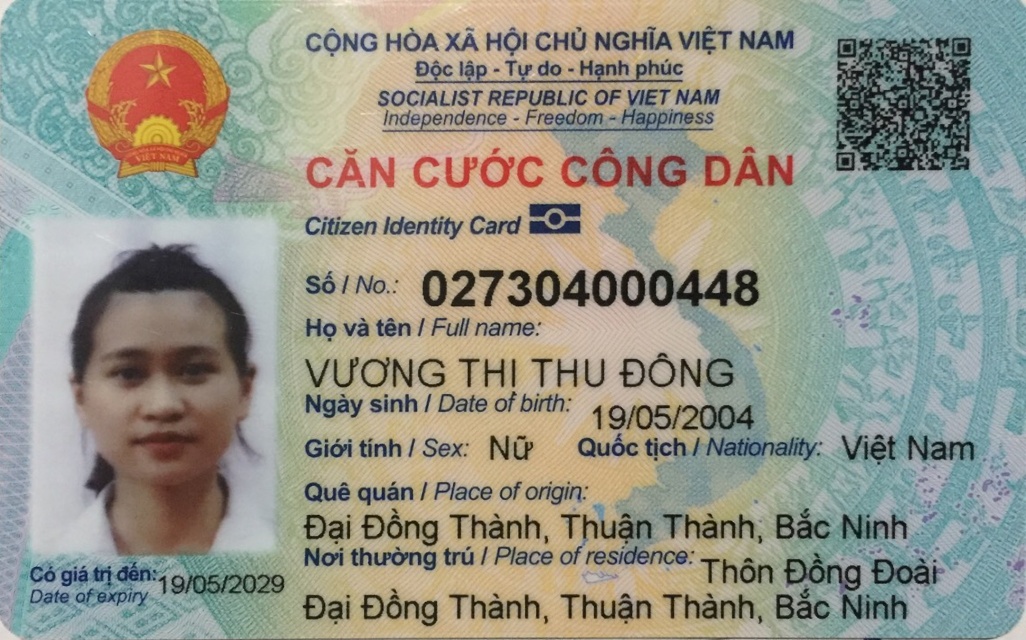 CỘNG HÒA XÃ HỘI CHỦ NGHĨA VIỆT NAM
Độc lập - Tự do - Hạnh phúc
SOCIALIST REPUBLIC OF VIET NAM
Independence - Freedom - Happiness
VIỆT NAM
CĂN CƯỚC CÔNG DÂN
Citizen Identity Card
Số / No.: 027304000448
Họ và tên / Full name:
VƯƠNG THỊ THU ĐÔNG
Ngày sinh / Date of birth: 19/05/2004
Giới tính / Sex: Nữ Quốc tịch / Nationality: Việt Nam
Quê quán / Place of origin:
Đại Đồng Thành, Thuận Thành, Bắc Ninh
Nơi thường trú / Place of residence: Thôn Đồng Đoài
Đại Đồng Thành, Thuận Thành, Bắc Ninh
Có giá trị đến: 19/05/2029
Date of expiry